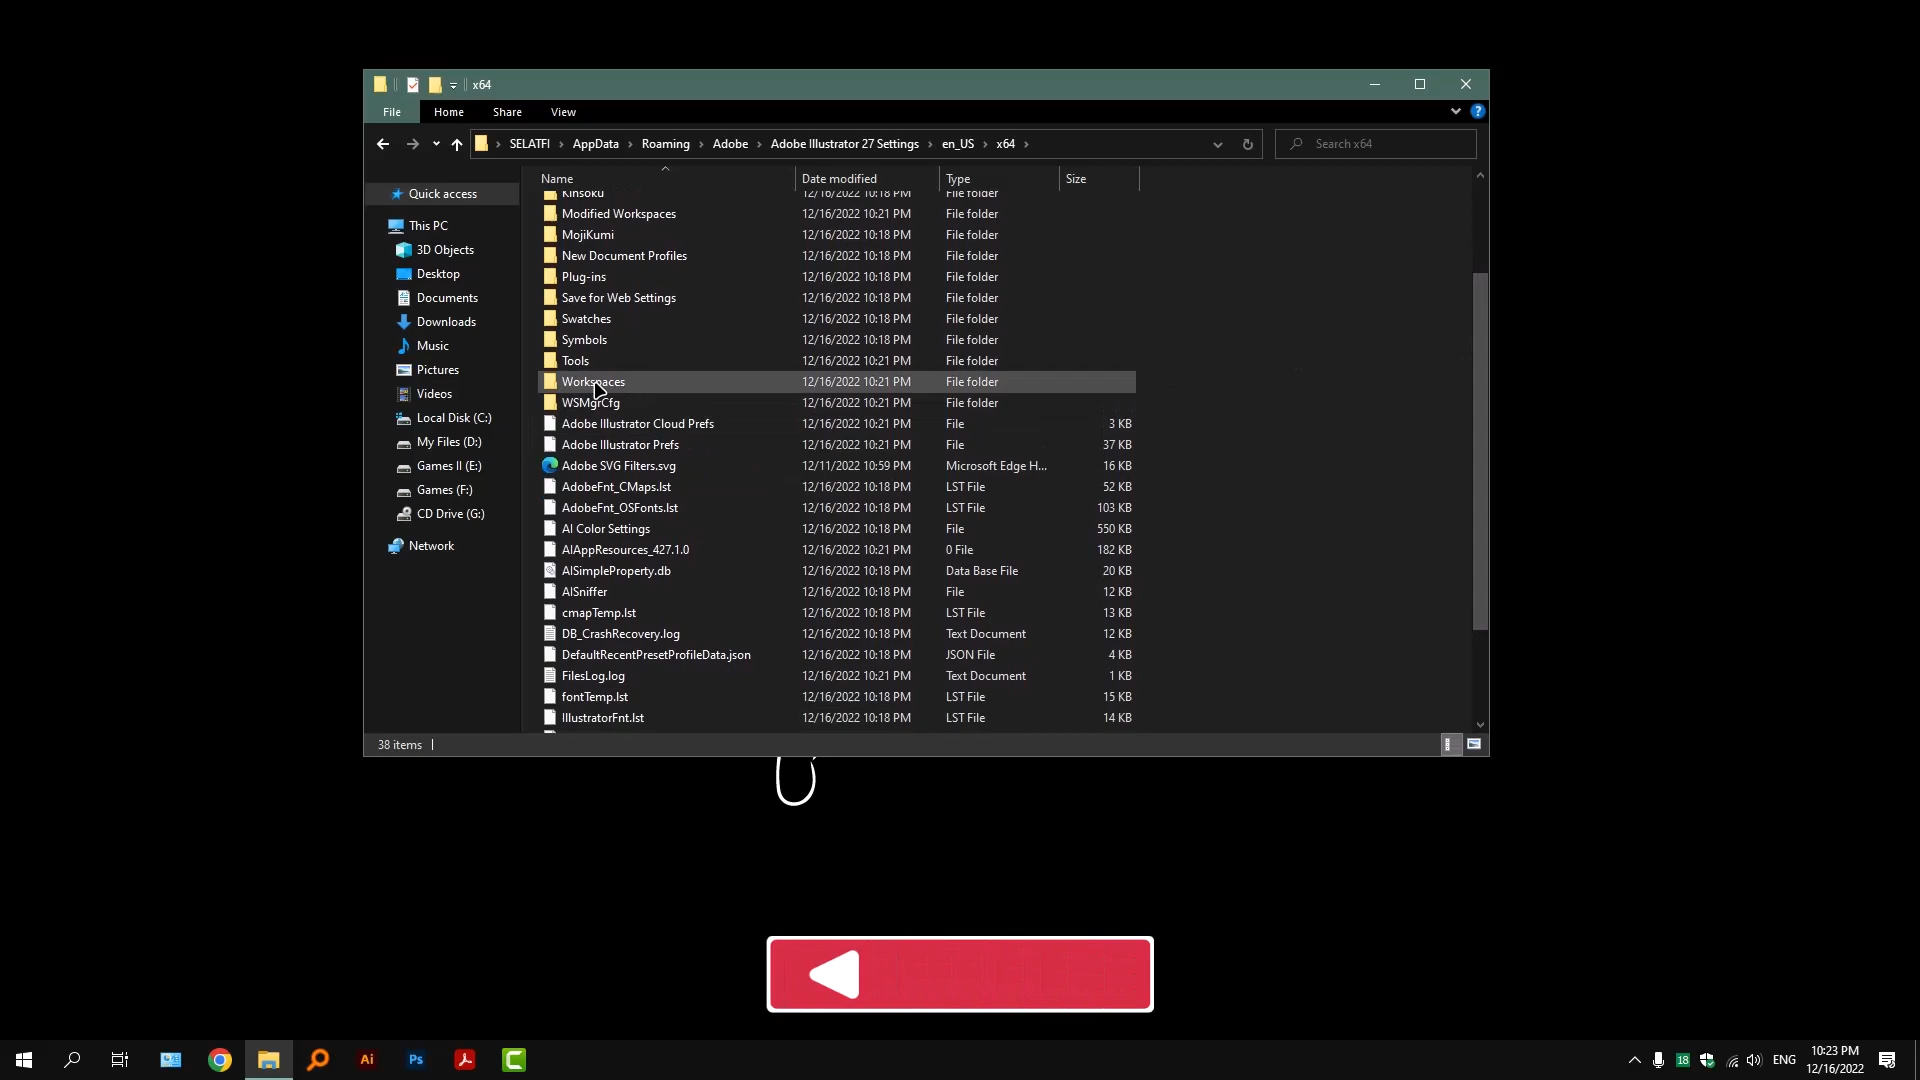 x64
File Home Share View
SELATFI AppData Roaming Adobe Adobe Illustrator 27 Settings en_US x64
Search x64
Name Date modified Type Size
Quick access
This PC
3D Objects
Desktop
Documents
Downloads
Music
Pictures
Videos
Local Disk (C:)
My Files (D:)
Games II (E:)
Games (F:)
CD Drive (G:)
Network
Kinsoku 12/16/2022 10:18 PM File folder
Modified Workspaces 12/16/2022 10:21 PM File folder
MojiKumi 12/16/2022 10:18 PM File folder
New Document Profiles 12/16/2022 10:18 PM File folder
Plug-ins 12/16/2022 10:18 PM File folder
Save for Web Settings 12/16/2022 10:18 PM File folder
Swatches 12/16/2022 10:18 PM File folder
Symbols 12/16/2022 10:18 PM File folder
Tools 12/16/2022 10:21 PM File folder
Workspaces 12/16/2022 10:21 PM File folder
WSMgrCfg 12/16/2022 10:21 PM File folder
Adobe Illustrator Cloud Prefs 12/16/2022 10:21 PM File 3 KB
Adobe Illustrator Prefs 12/16/2022 10:21 PM File 37 KB
Adobe SVG Filters.svg 12/11/2022 10:59 PM Microsoft Edge H... 16 KB
AdobeFnt_CMaps.lst 12/16/2022 10:18 PM LST File 52 KB
AdobeFnt_OSFonts.lst 12/16/2022 10:18 PM LST File 103 KB
AI Color Settings 12/16/2022 10:18 PM File 550 KB
AIAppResources_427.1.0 12/16/2022 10:21 PM 0 File 182 KB
AISimpleProperty.db 12/16/2022 10:18 PM Data Base File 20 KB
AISniffer 12/16/2022 10:18 PM File 12 KB
cmapTemp.lst 12/16/2022 10:18 PM LST File 13 KB
DB_CrashRecovery.log 12/16/2022 10:18 PM Text Document 12 KB
DefaultRecentPresetProfileData.json 12/16/2022 10:18 PM JSON File 4 KB
FilesLog.log 12/16/2022 10:21 PM Text Document 1 KB
fontTemp.lst 12/16/2022 10:18 PM LST File 15 KB
IllustratorFnt.lst 12/16/2022 10:18 PM LST File 14 KB
38 items
Ai Ps
18 ENG
10:23 PM
12/16/2022